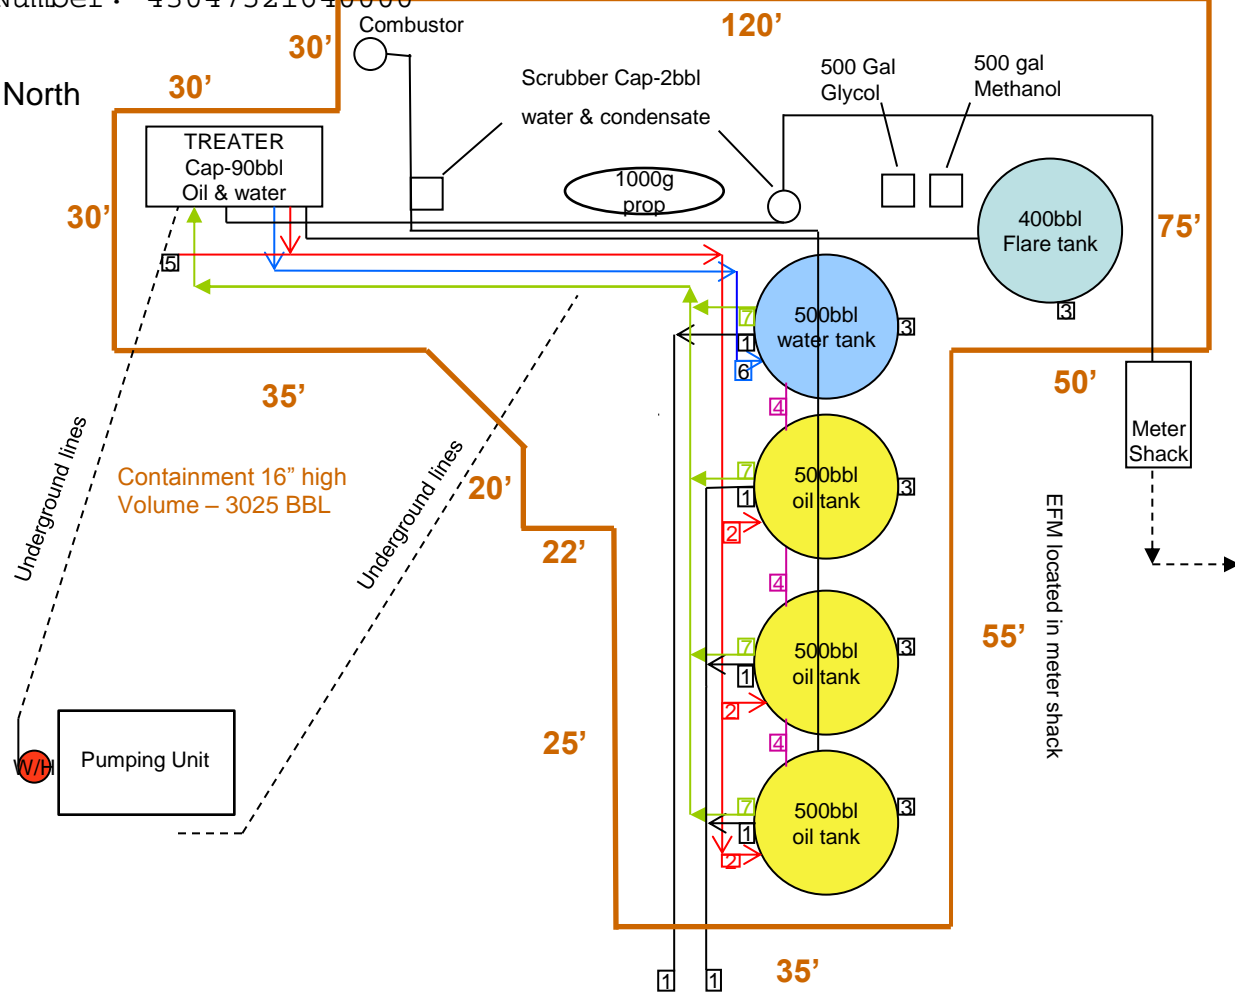 Number: 43047521640000
Combustor
30’
120’
North
30’
Scrubber Cap-2bbl
water & condensate
500 Gal
Glycol
500 gal
Methanol
TREATER
Cap-90bbl
Oil & water
1000g
prop
30’
400bbl
Flare tank
75’
5
3
7
500bbl
water tank
3
1
6
50’
35’
4
Meter
Shack
Underground lines
Containment 16” high
Volume – 3025 BBL
Underground lines
20’
7
500bbl
oil tank
3
1
2
22’
4
EFM located in meter shack
55’
7
500bbl
oil tank
3
1
2
25’
4
W/H
Pumping Unit
7
500bbl
oil tank
3
1
2
35’
1
1